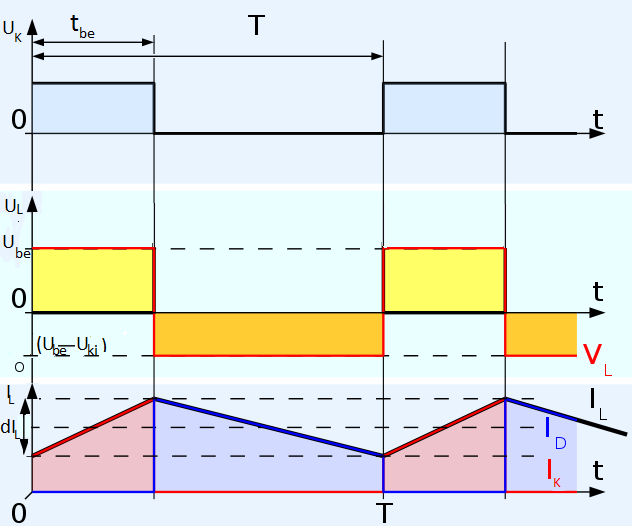 U_K
t_be
T
0
t
U_L
U_be
0
t
(U_be–U_ki)
V_L
O
I_L
I_L
dI_L
I_D
I_K
t
0
T